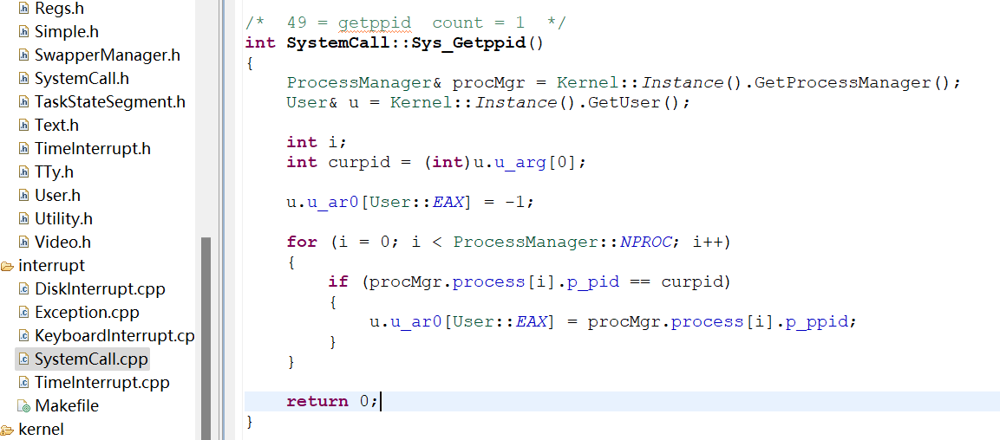 Regs.h
Simple.h
SwapperManager.h
SystemCall.h
TaskStateSegment.h
Text.h
TimeInterrupt.h
TTy.h
User.h
Utility.h
Video.h
interrupt
DiskInterrupt.cpp
Exception.cpp
KeyboardInterrupt.cp
SystemCall.cpp
TimeInterrupt.cpp
Makefile
kernel
/*  49 = getppid  count = 1  */
int SystemCall::Sys_Getppid()
{
    ProcessManager& procMgr = Kernel::Instance().GetProcessManager();
    User& u = Kernel::Instance().GetUser();
    int i;
    int curpid = (int)u.u_arg[0];
    u.u_ar0[User::EAX] = -1;
    for (i = 0; i < ProcessManager::NPROC; i++)
    {
        if (procMgr.process[i].p_pid == curpid)
        {
            u.u_ar0[User::EAX] = procMgr.process[i].p_ppid;
        }
    }
    return 0;
}